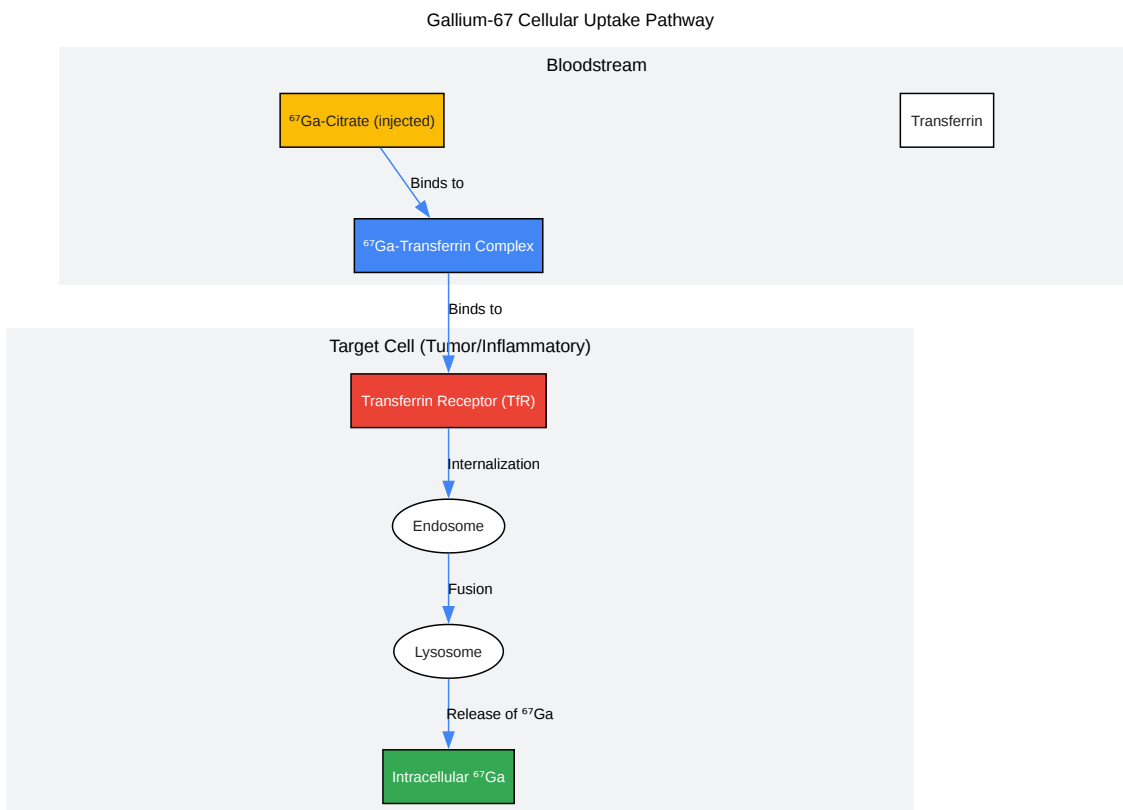 Gallium-67 Cellular Uptake Pathway
Bloodstream
⁶⁷Ga-Citrate (injected)
Transferrin
Binds to
⁶⁷Ga-Transferrin Complex
Binds to
Target Cell (Tumor/Inflammatory)
Transferrin Receptor (TfR)
Internalization
Endosome
Fusion
Lysosome
Release of ⁶⁷Ga
Intracellular ⁶⁷Ga